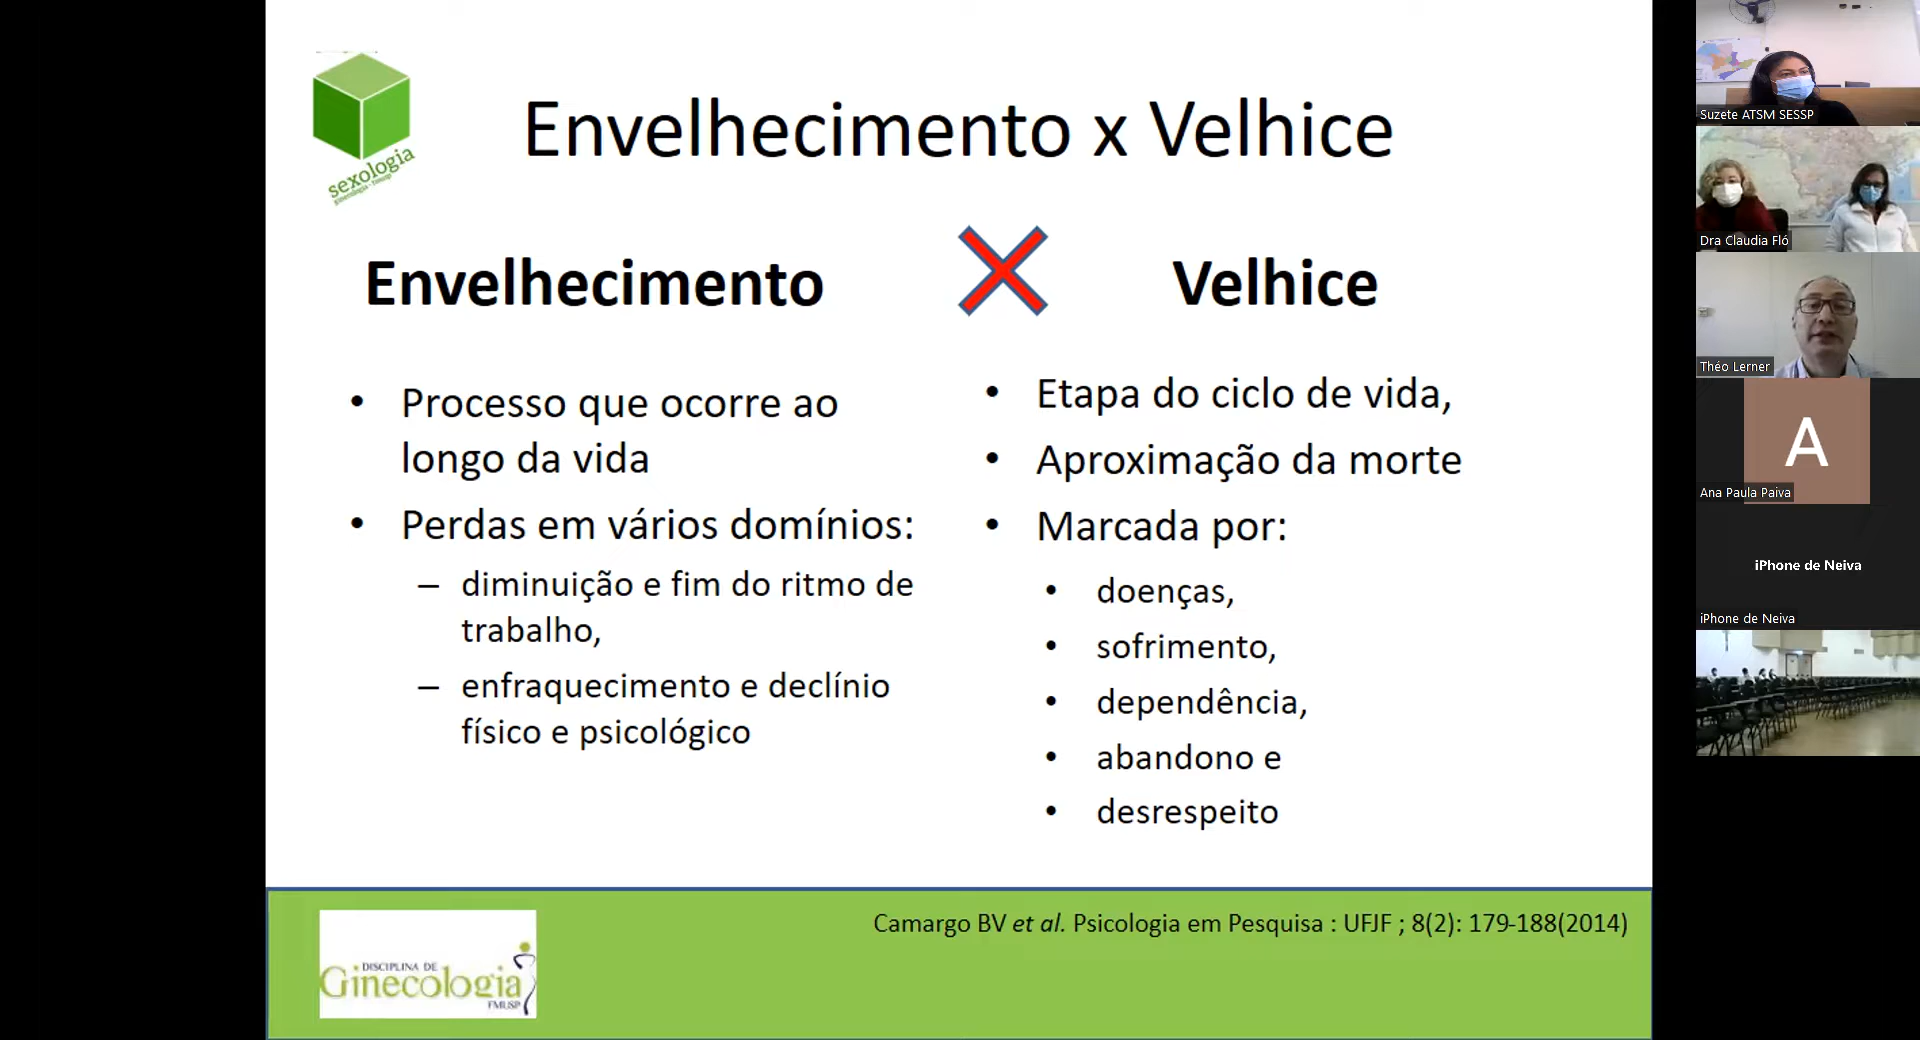 sexologia
ginecologia - fmusp
Envelhecimento x Velhice
Envelhecimento
Velhice
• Processo que ocorre ao
longo da vida
• Perdas em vários domínios:
– diminuição e fim do ritmo de
trabalho,
– enfraquecimento e declínio
físico e psicológico
• Etapa do ciclo de vida,
• Aproximação da morte
• Marcada por:
• doenças,
• sofrimento,
• dependência,
• abandono e
• desrespeito
Camargo BV et al. Psicologia em Pesquisa : UFJF ; 8(2): 179-188(2014)
DISCIPLINA DE
Ginecologia
FMUSP
Suzete ATSM SESSP
Dra Claudia Fló
Théo Lerner
A
Ana Paula Paiva
iPhone de Neiva
iPhone de Neiva